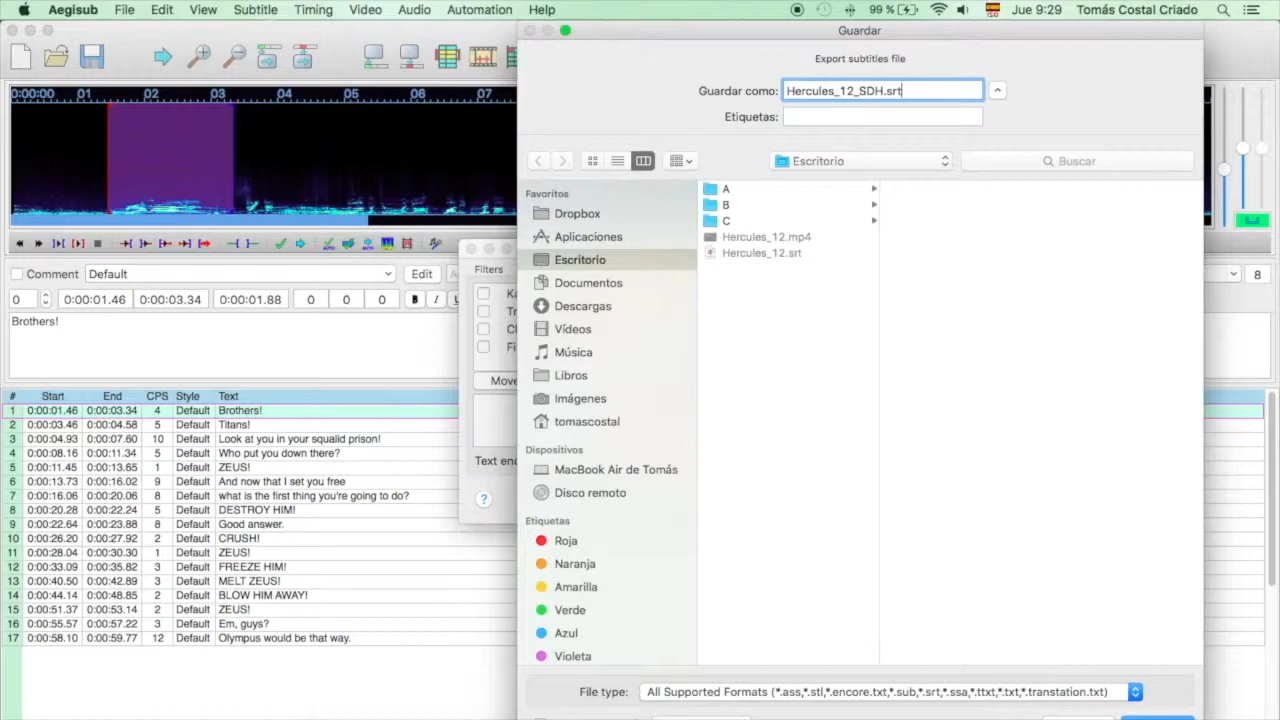 Aegisub File Edit View Subtitle Timing Video Audio Automation Help 99 % ISO Jue 9:29 Tomás Costal Criado
Guardar
Export subtitles file
Guardar como: Hercules_12_SDH.srt
Etiquetas:
0:00:00 01 02 03 04 05 06 07
Escritorio Buscar
Favoritos
Dropbox
Aplicaciones
Escritorio
Documentos
Descargas
Vídeos
Música
Libros
Imágenes
tomascostal
Dispositivos
MacBook Air de Tomás
Disco remoto
Etiquetas
Roja
Naranja
Amarilla
Verde
Azul
Violeta
A
B
C
Hercules_12.mp4
Hercules_12.srt
File type: All Supported Formats (*.ass,*.stl,*.encore.txt,*.sub,*.srt,*.ssa,*.ttxt,*.txt,*.transtation.txt)
Comment Default Edit
0 0:00:01.46 0:00:03.34 0:00:01.88 0 0 0 B I U
8
Brothers!
Filters
Move
Text enc
?
# Start End CPS Style Default Text
1 0:00:01.46 0:00:03.34 4 Default Brothers!
2 0:00:03.46 0:00:04.58 5 Default Titans!
3 0:00:04.93 0:00:07.60 10 Default Look at you in your squalid prison!
4 0:00:08.16 0:00:11.34 5 Default Who put you down there?
5 0:00:11.45 0:00:13.65 1 Default ZEUS!
6 0:00:13.73 0:00:16.02 9 Default And now that I set you free
7 0:00:16.06 0:00:20.06 8 Default what is the first thing you're going to do?
8 0:00:20.28 0:00:22.24 5 Default DESTROY HIM!
9 0:00:22.64 0:00:23.88 8 Default Good answer.
10 0:00:26.20 0:00:27.92 2 Default CRUSH!
11 0:00:28.04 0:00:30.30 1 Default ZEUS!
12 0:00:33.09 0:00:35.82 3 Default FREEZE HIM!
13 0:00:40.50 0:00:42.89 3 Default MELT ZEUS!
14 0:00:44.14 0:00:48.85 2 Default BLOW HIM AWAY!
15 0:00:51.37 0:00:53.14 2 Default ZEUS!
16 0:00:55.57 0:00:57.22 3 Default Em, guys?
17 0:00:58.10 0:00:59.77 12 Default Olympus would be that way.